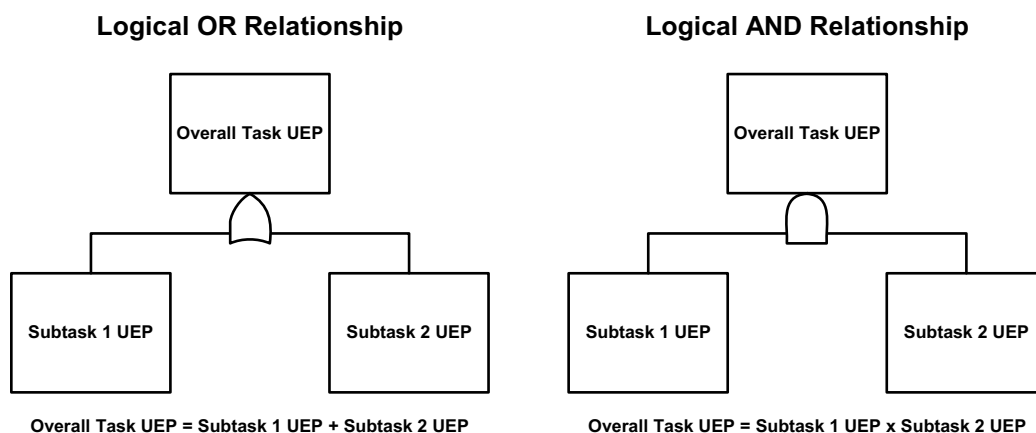 Logical OR Relationship
Overall Task UEP
Subtask 1 UEP
Subtask 2 UEP
Overall Task UEP = Subtask 1 UEP + Subtask 2 UEP
Logical AND Relationship
Overall Task UEP
Subtask 1 UEP
Subtask 2 UEP
Overall Task UEP = Subtask 1 UEP x Subtask 2 UEP